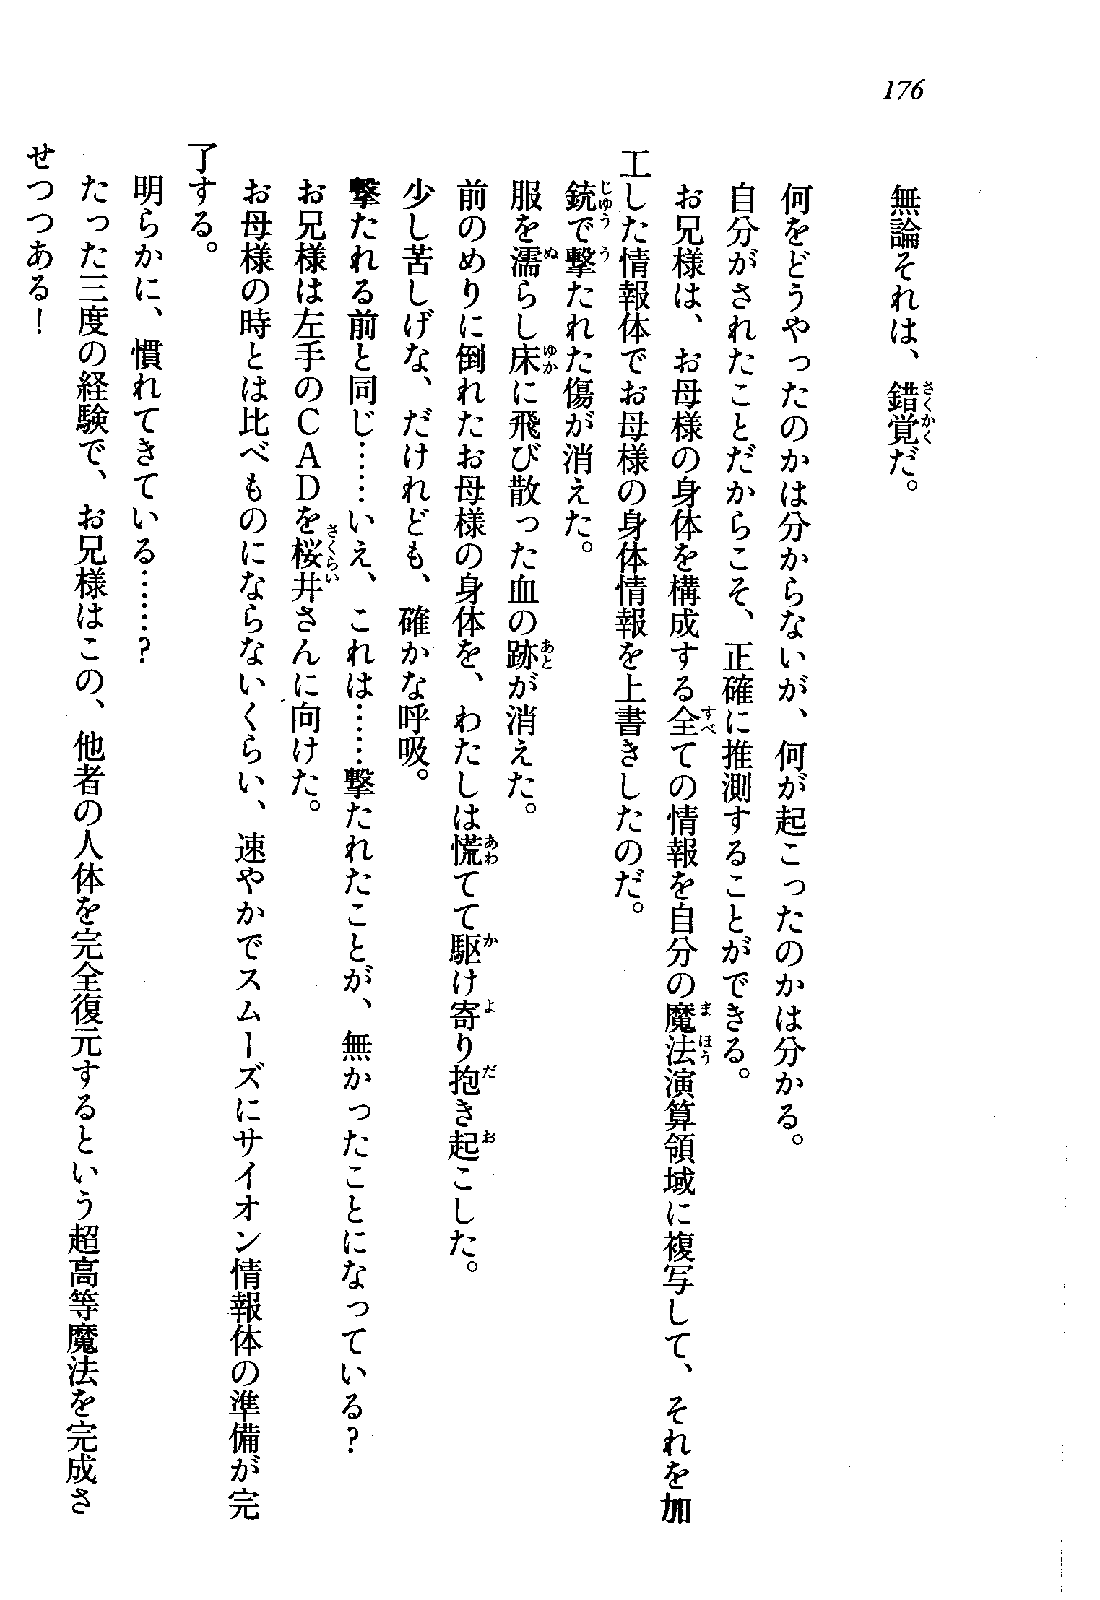 176
無論それは、錯覚だ。
何をどうやったのかは分からないが、何が起こったのかは分かる。
自分がされたことだからこそ、正確に推測することができる。
お兄様は、お母様の身体を構成する全ての情報を自分の魔法演算領域に複写して、それを加
工した情報体でお母様の身体情報を上書きしたのだ。
銃で撃たれた傷が消えた。
服を濡らし床に飛び散った血の跡が消えた。
前のめりに倒れたお母様の身体を、わたしは慌てて駆け寄り抱き起こした。
少し苦しげな、だけれども、確かな呼吸。
撃たれる前と同じ……いえ、これは……撃たれたことが、無かったことになっている?
お兄様は左手のCADを桜井さんに向けた。
お母様の時とは比べものにならないくらい、速やかでスムーズにサイオン情報体の準備が完
了する。
明らかに、慣れてきている……?
たった三度の経験で、お兄様はこの、他者の人体を完全復元するという超高等魔法を完成さ
せつつある!